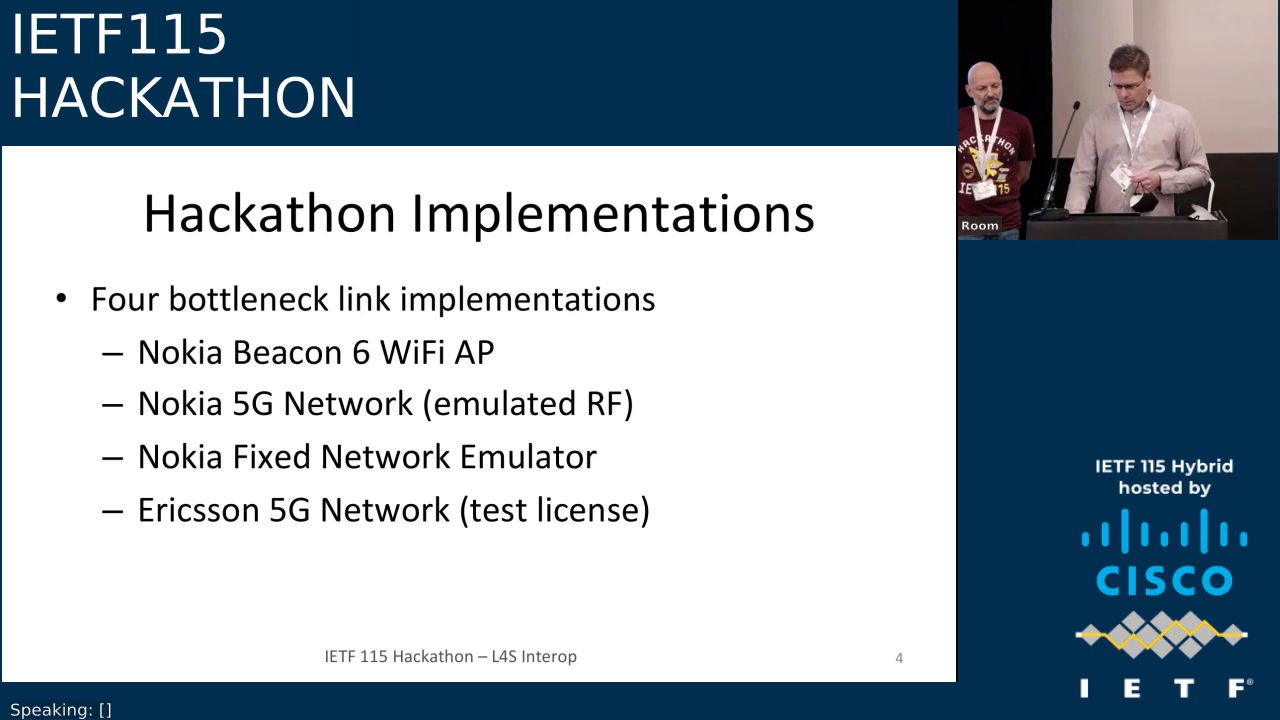 IETF115
HACKATHON
Hackathon Implementations
• Four bottleneck link implementations
– Nokia Beacon 6 WiFi AP
– Nokia 5G Network (emulated RF)
– Nokia Fixed Network Emulator
– Ericsson 5G Network (test license)
IETF 115 Hackathon – L4S Interop
4
HACKATHON
Room
IETF 115 Hybrid
hosted by
CISCO
I E T F®
Speaking: []